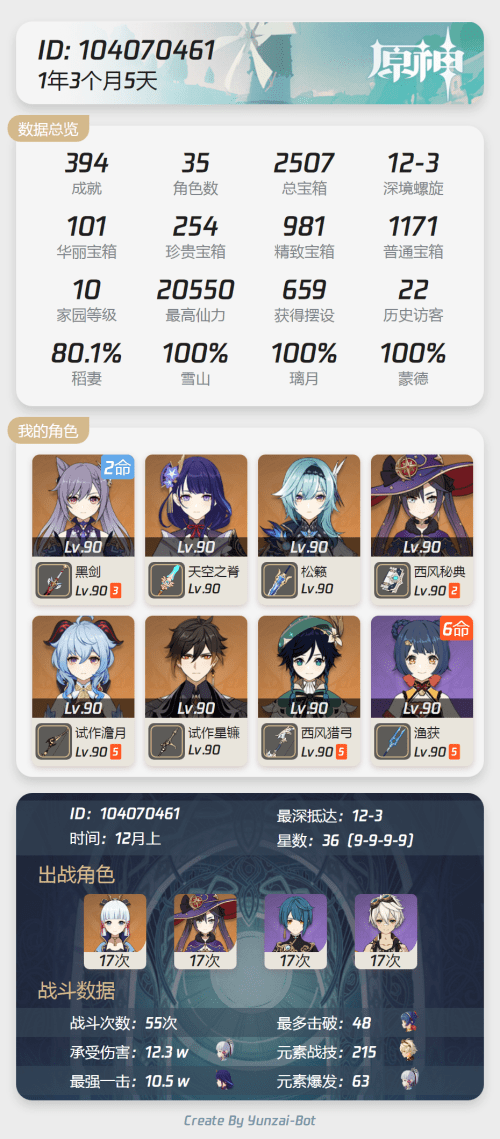 ID: 104070461
1年3个月5天
原神
数据总览
394 35 2507 12-3
成就 角色数 总宝箱 深境螺旋
101 254 981 1171
华丽宝箱 珍贵宝箱 精致宝箱 普通宝箱
10 20550 659 22
家园等级 最高仙力 获得摆设 历史访客
80.1% 100% 100% 100%
稻妻 雪山 璃月 蒙德
我的角色
2命
Lv.90 Lv.90 Lv.90 Lv.90
黑剑 天空之脊 松籁 西风秘典
Lv.90 3 Lv.90 Lv.90 Lv.90 2
6命
Lv.90 Lv.90 Lv.90 Lv.90
试作澹月 试作星镰 西风猎弓 渔获
Lv.90 5 Lv.90 Lv.90 5 Lv.90 5
ID: 104070461 最深抵达: 12-3
时间: 12月上 星数: 36 (9-9-9-9)
出战角色
17次 17次 17次 17次
战斗数据
战斗次数: 55次 最多击破: 48
承受伤害: 12.3 w 元素战技: 215
最强一击: 10.5 w 元素爆发: 63
Create By Yunzai-Bot